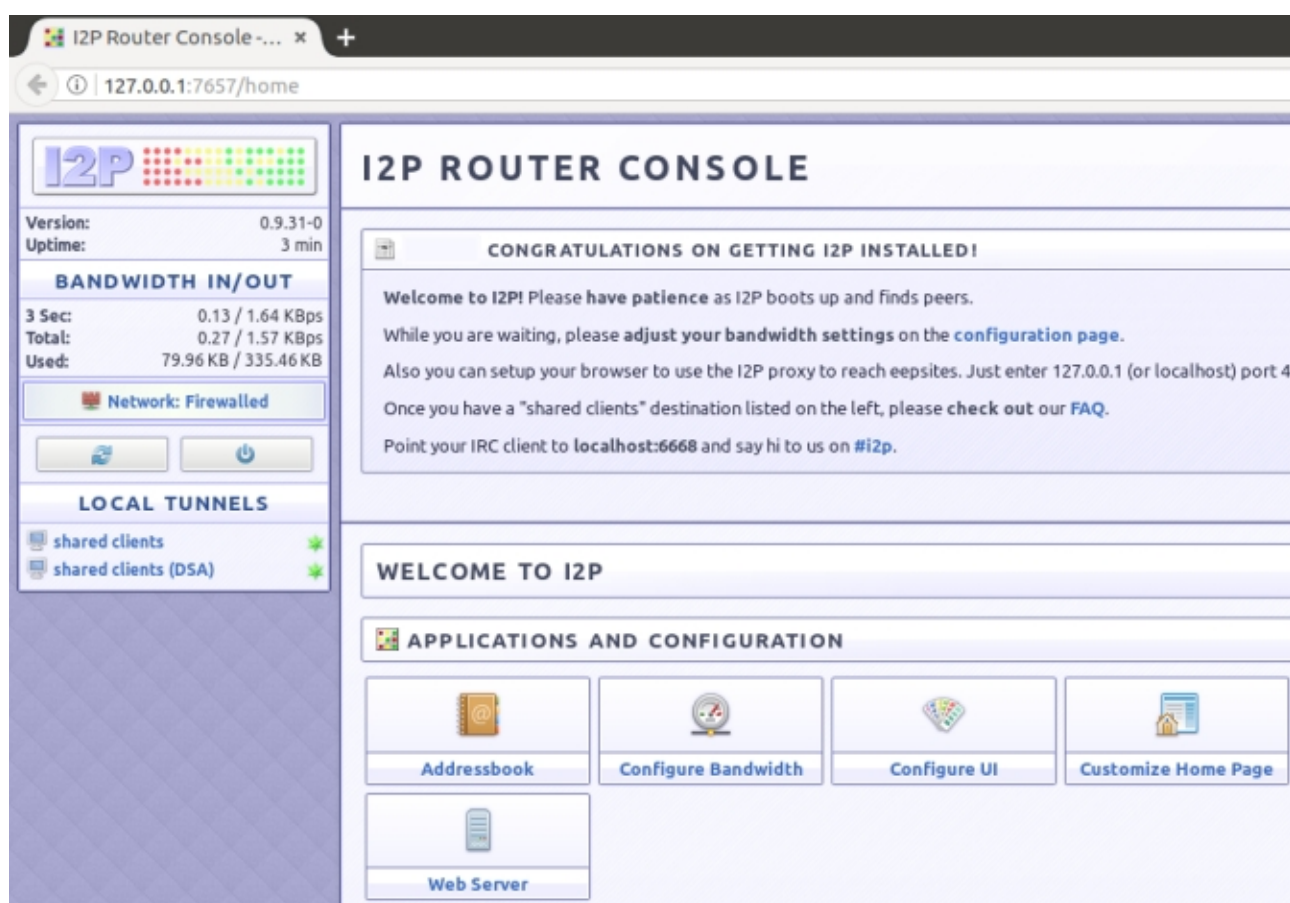 I2P Router Console -... ×
+
127.0.0.1:7657/home
I2P
Version: 0.9.31-0
Uptime: 3 min
BANDWIDTH IN/OUT
3 Sec: 0.13 / 1.64 KBps
Total: 0.27 / 1.57 KBps
Used: 79.96 KB / 335.46 KB
Network: Firewalled
LOCAL TUNNELS
shared clients
shared clients (DSA)
I2P ROUTER CONSOLE
CONGRATULATIONS ON GETTING I2P INSTALLED!
Welcome to I2P! Please have patience as I2P boots up and finds peers.
While you are waiting, please adjust your bandwidth settings on the configuration page.
Also you can setup your browser to use the I2P proxy to reach eepsites. Just enter 127.0.0.1 (or localhost) port 4
Once you have a "shared clients" destination listed on the left, please check out our FAQ.
Point your IRC client to localhost:6668 and say hi to us on #i2p.
WELCOME TO I2P
APPLICATIONS AND CONFIGURATION
Addressbook
Configure Bandwidth
Configure UI
Customize Home Page
Web Server